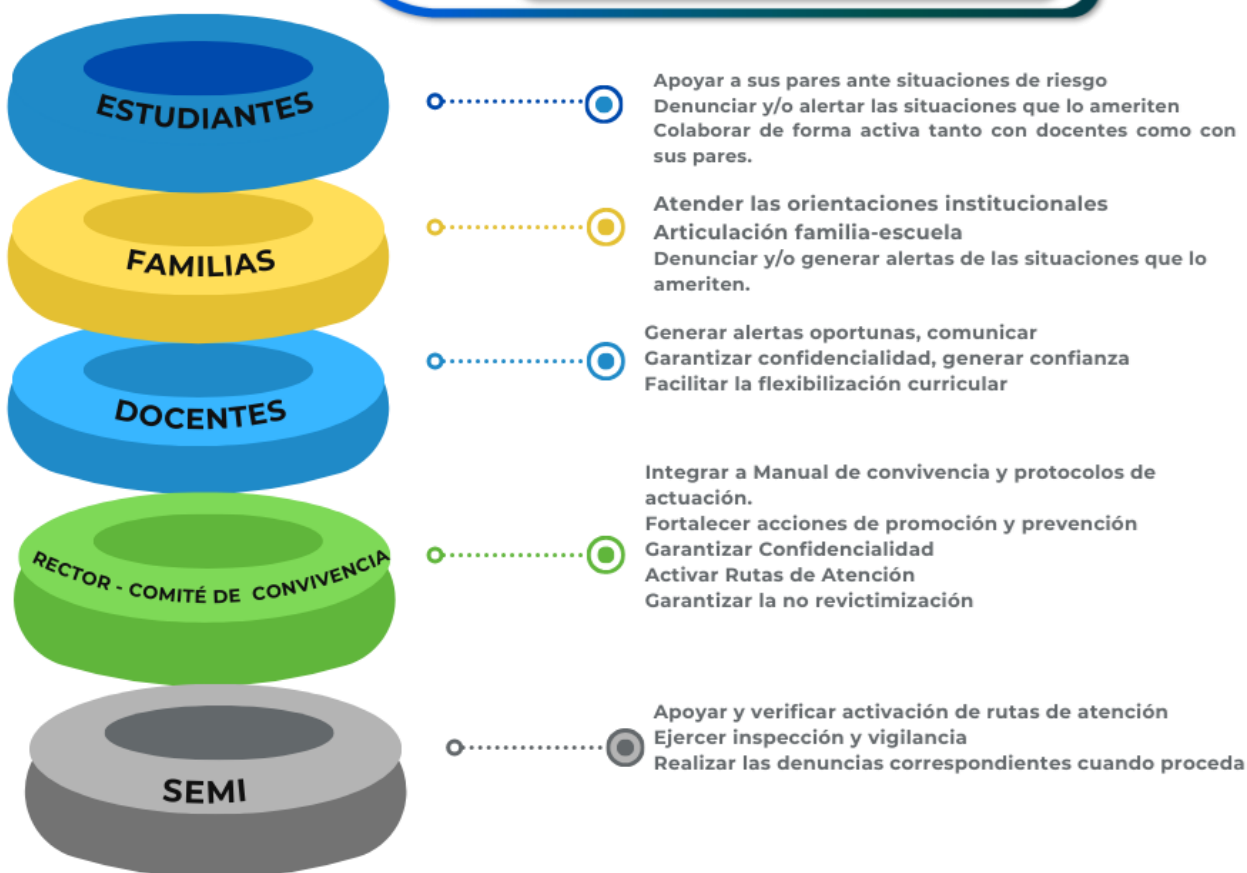 ESTUDIANTES
Apoyar a sus pares ante situaciones de riesgo
Denunciar y/o alertar las situaciones que lo ameriten
Colaborar de forma activa tanto con docentes como con
sus pares.
FAMILIAS
Atender las orientaciones institucionales
Articulación familia-escuela
Denunciar y/o generar alertas de las situaciones que lo
ameriten.
DOCENTES
Generar alertas oportunas, comunicar
Garantizar confidencialidad, generar confianza
Facilitar la flexibilización curricular
RECTOR - COMITÉ DE CONVIVENCIA
Integrar a Manual de convivencia y protocolos de
actuación.
Fortalecer acciones de promoción y prevención
Garantizar Confidencialidad
Activar Rutas de Atención
Garantizar la no revictimización
SEMI
Apoyar y verificar activación de rutas de atención
Ejercer inspección y vigilancia
Realizar las denuncias correspondientes cuando proceda